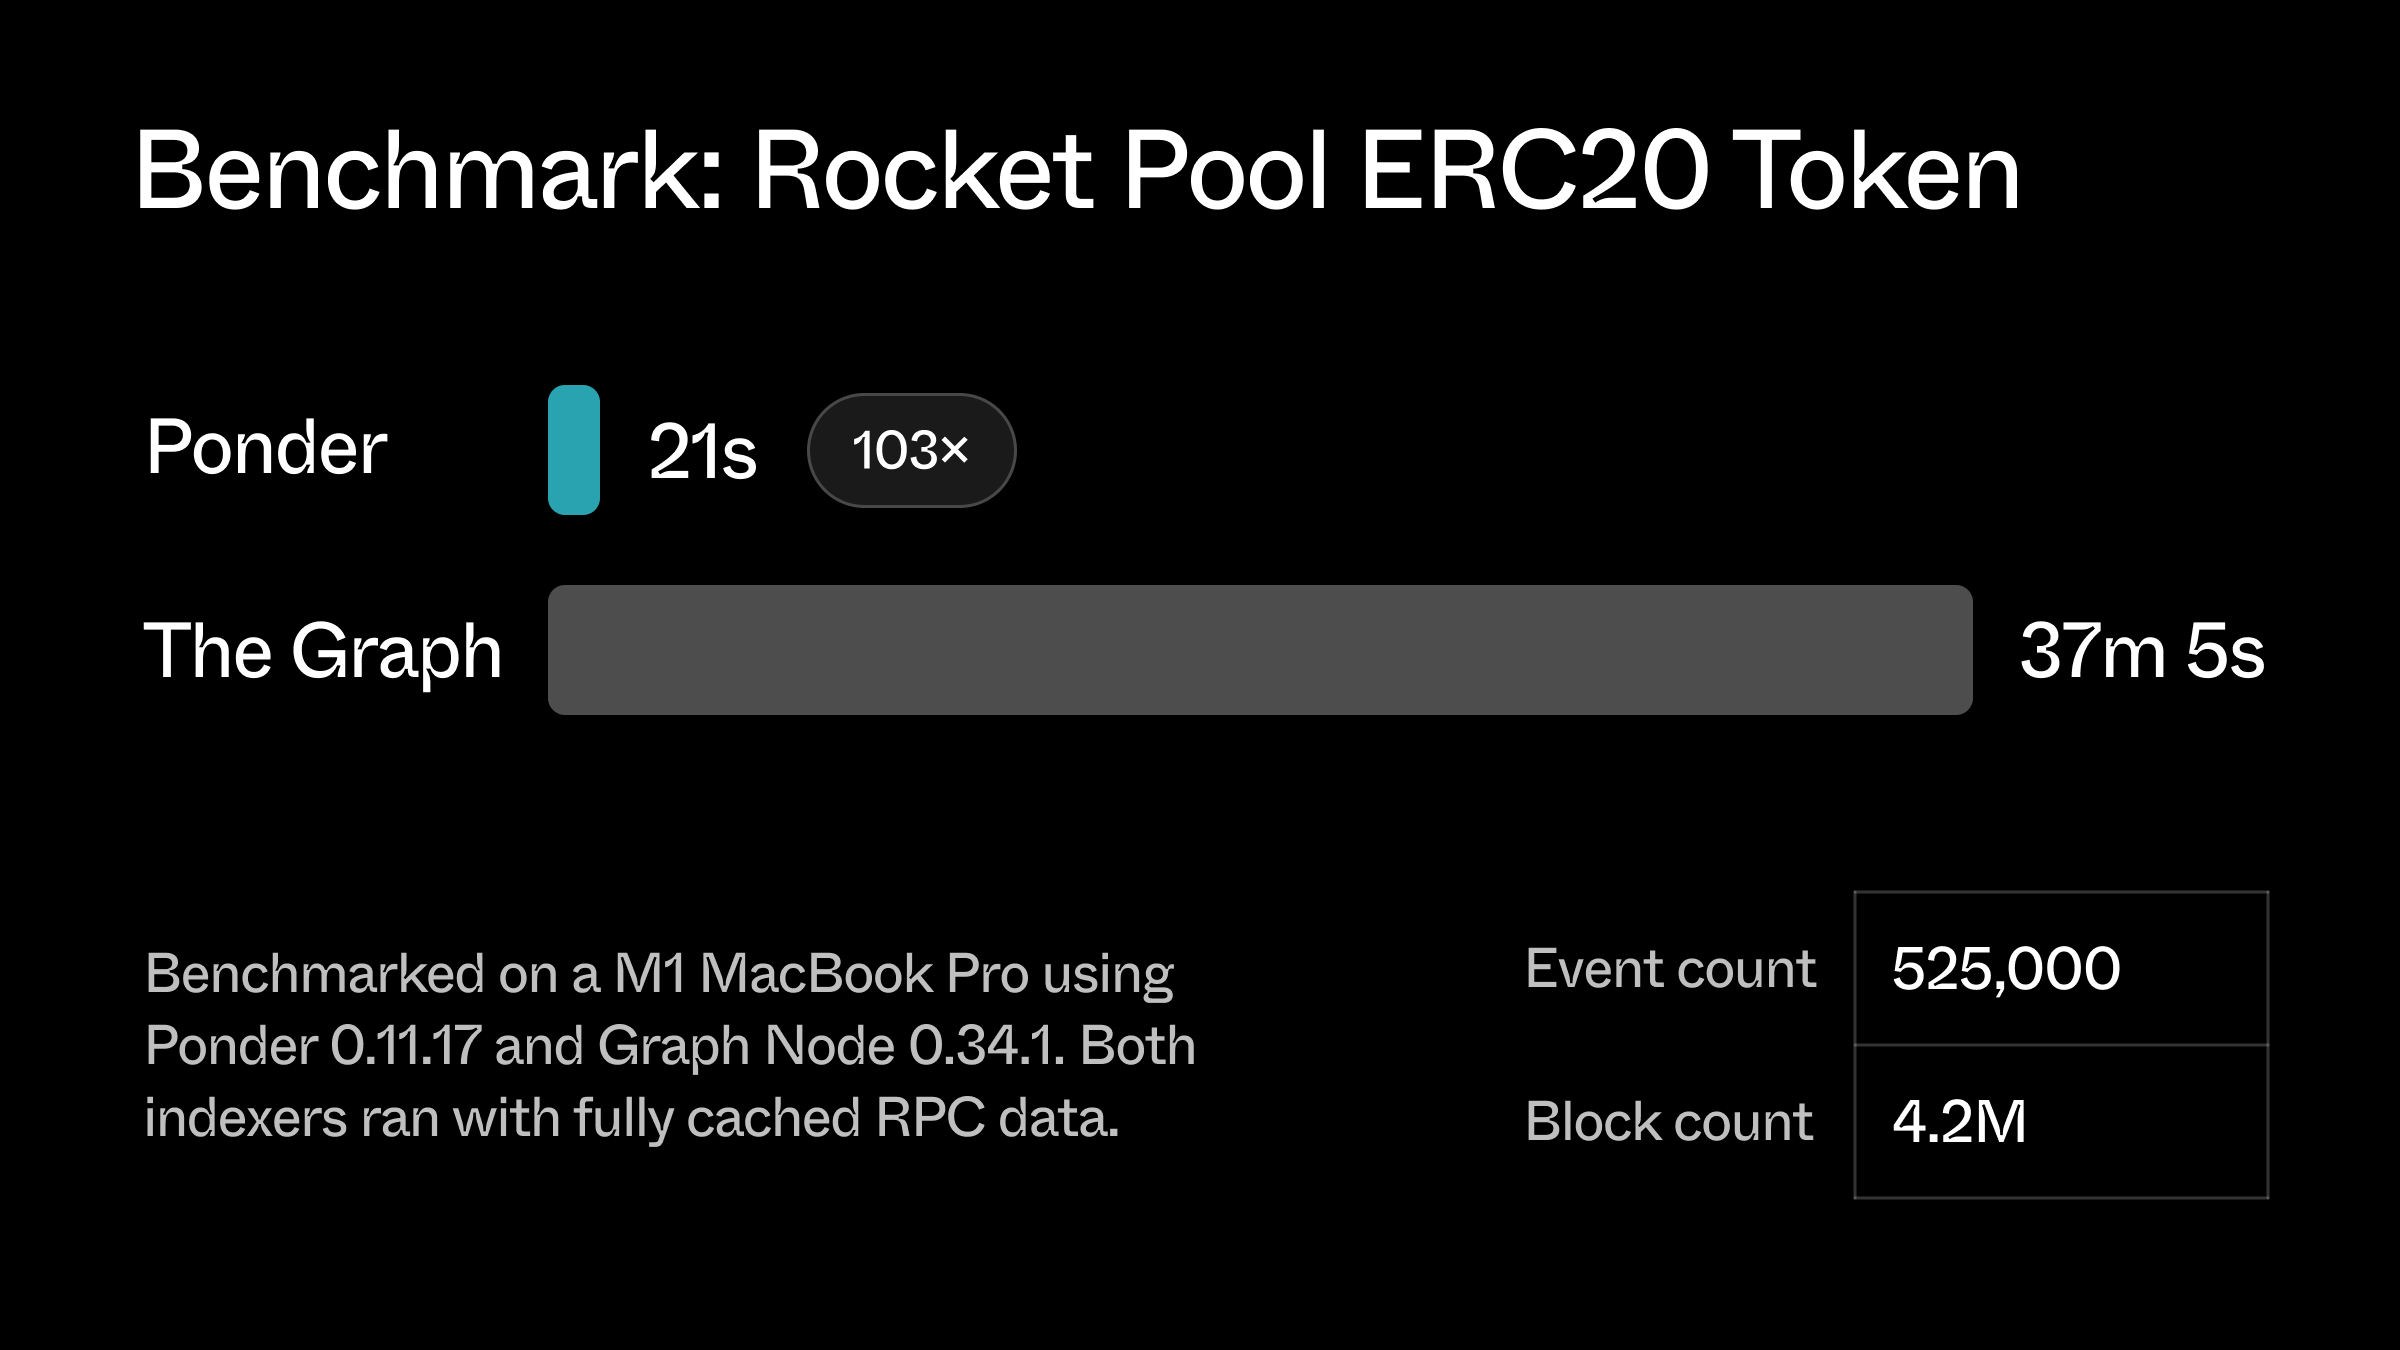 Benchmark: Rocket Pool ERC20 Token
Ponder 21s 103×
The Graph 37m 5s
Benchmarked on a M1 MacBook Pro using
Ponder 0.11.17 and Graph Node 0.34.1. Both
indexers ran with fully cached RPC data.
Event count 525,000
Block count 4.2M